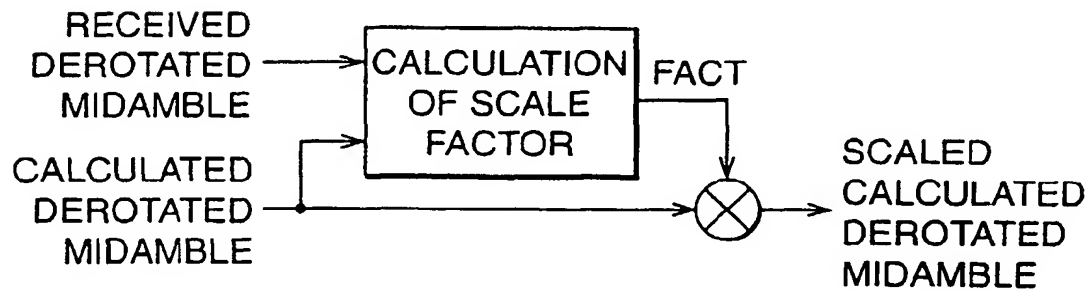 RECEIVED
DEROTATED
MIDAMBLE
CALCULATION
OF SCALE
FACTOR
FACT
CALCULATED
DEROTATED
MIDAMBLE
SCALED
CALCULATED
DEROTATED
MIDAMBLE